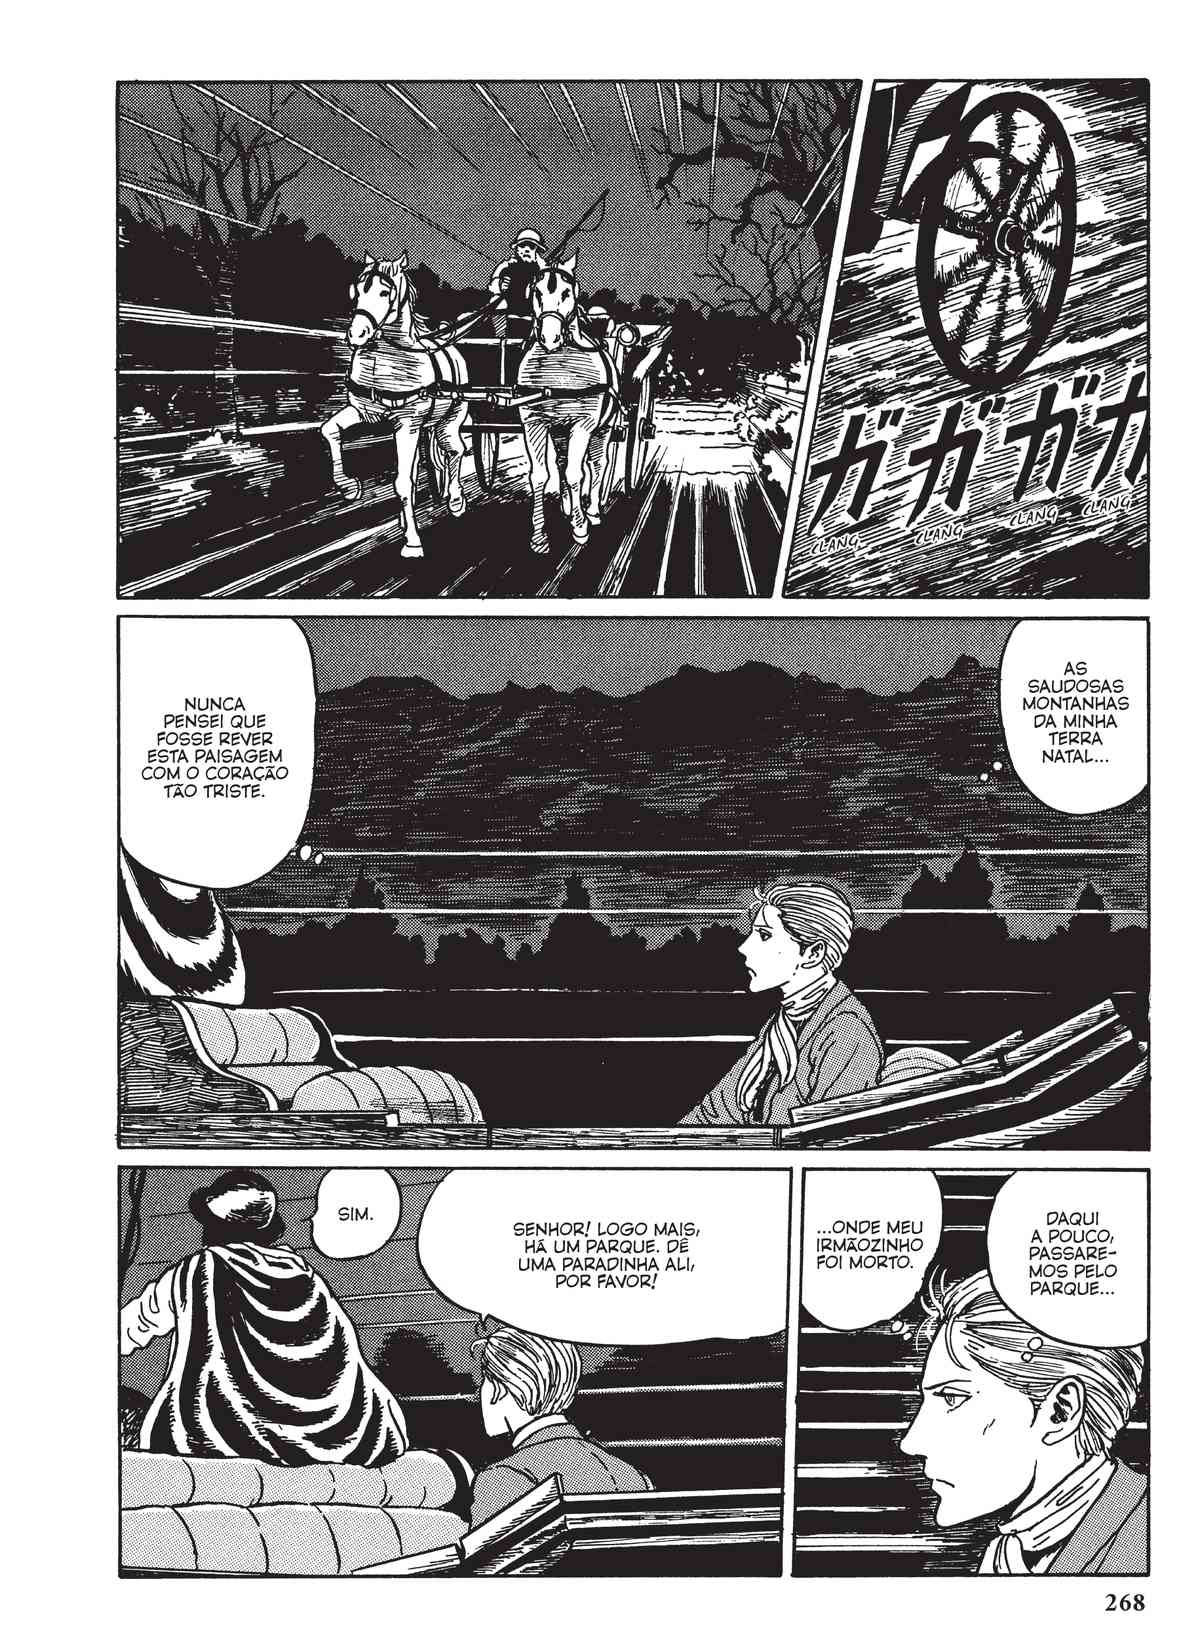 ガガガガ
CLANG
CLANG
CLANG
CLANG
AS
SAUDOSAS
MONTANHAS
DA MINHA
TERRA
NATAL...
NUNCA
PENSEI QUE
FOSSE REVER
ESTA PAISAGEM
COM O CORAÇÃO
TÃO TRISTE.
DAQUI
A POUCO,
PASSARE-
MOS PELO
PARQUE...
...ONDE MEU
IRMÃOZINHO
FOI MORTO.
SENHOR! LOGO MAIS,
HÁ UM PARQUE. DÊ
UMA PARADINHA ALI,
POR FAVOR!
SIM.
268